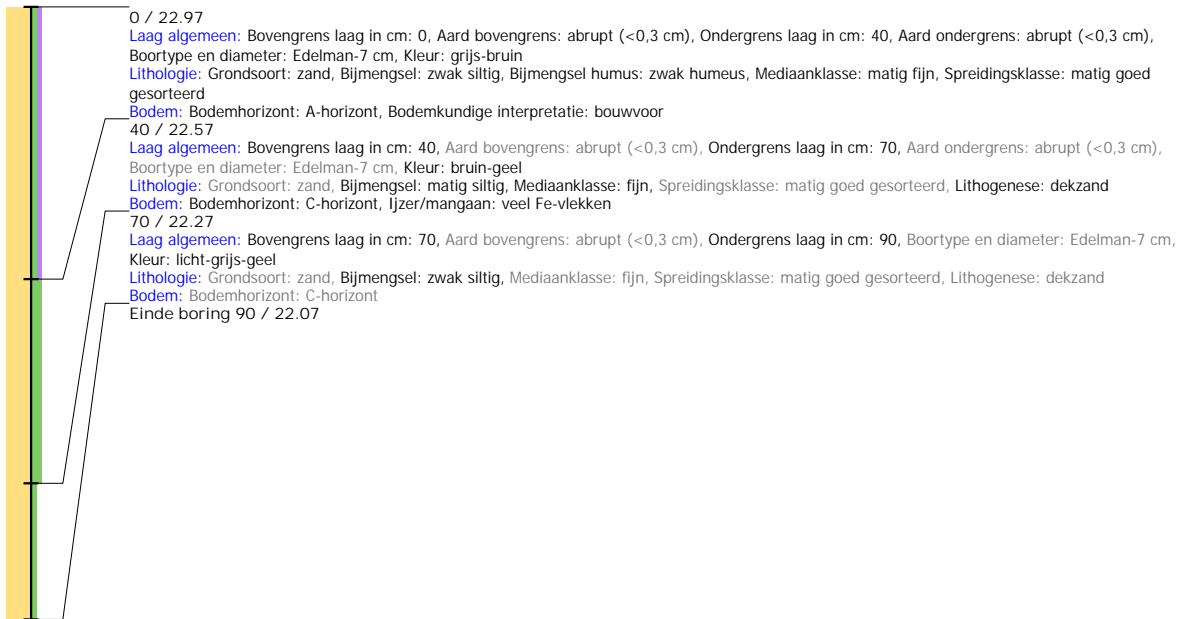 0 / 22.97
Laag algemeen: Bovengrens laag in cm: 0, Aard bovengrens: abrupt (<0,3 cm), Ondergrens laag in cm: 40, Aard ondergrens: abrupt (<0,3 cm),
Boortype en diameter: Edelman-7 cm, Kleur: grijs-bruin
Lithologie: Grondsoort: zand, Bijmengsel: zwak siltig, Bijmengsel humus: zwak humeus, Mediaanklasse: matig fijn, Spreidingsklasse: matig goed
gesorteerd
Bodem: Bodemhorizont: A-horizont, Bodemkundige interpretatie: bouwvoor
40 / 22.57
Laag algemeen: Bovengrens laag in cm: 40, Aard bovengrens: abrupt (<0,3 cm), Ondergrens laag in cm: 70, Aard ondergrens: abrupt (<0,3 cm),
Boortype en diameter: Edelman-7 cm, Kleur: bruin-geel
Lithologie: Grondsoort: zand, Bijmengsel: matig siltig, Mediaanklasse: fijn, Spreidingsklasse: matig goed gesorteerd, Lithogenese: dekzand
Bodem: Bodemhorizont: C-horizont, Ijzer/mangaan: veel Fe-vlekken
70 / 22.27
Laag algemeen: Bovengrens laag in cm: 70, Aard bovengrens: abrupt (<0,3 cm), Ondergrens laag in cm: 90, Boortype en diameter: Edelman-7 cm,
Kleur: licht-grijs-geel
Lithologie: Grondsoort: zand, Bijmengsel: zwak siltig, Mediaanklasse: fijn, Spreidingsklasse: matig goed gesorteerd, Lithogenese: dekzand
Bodem: Bodemhorizont: C-horizont
Einde boring 90 / 22.07